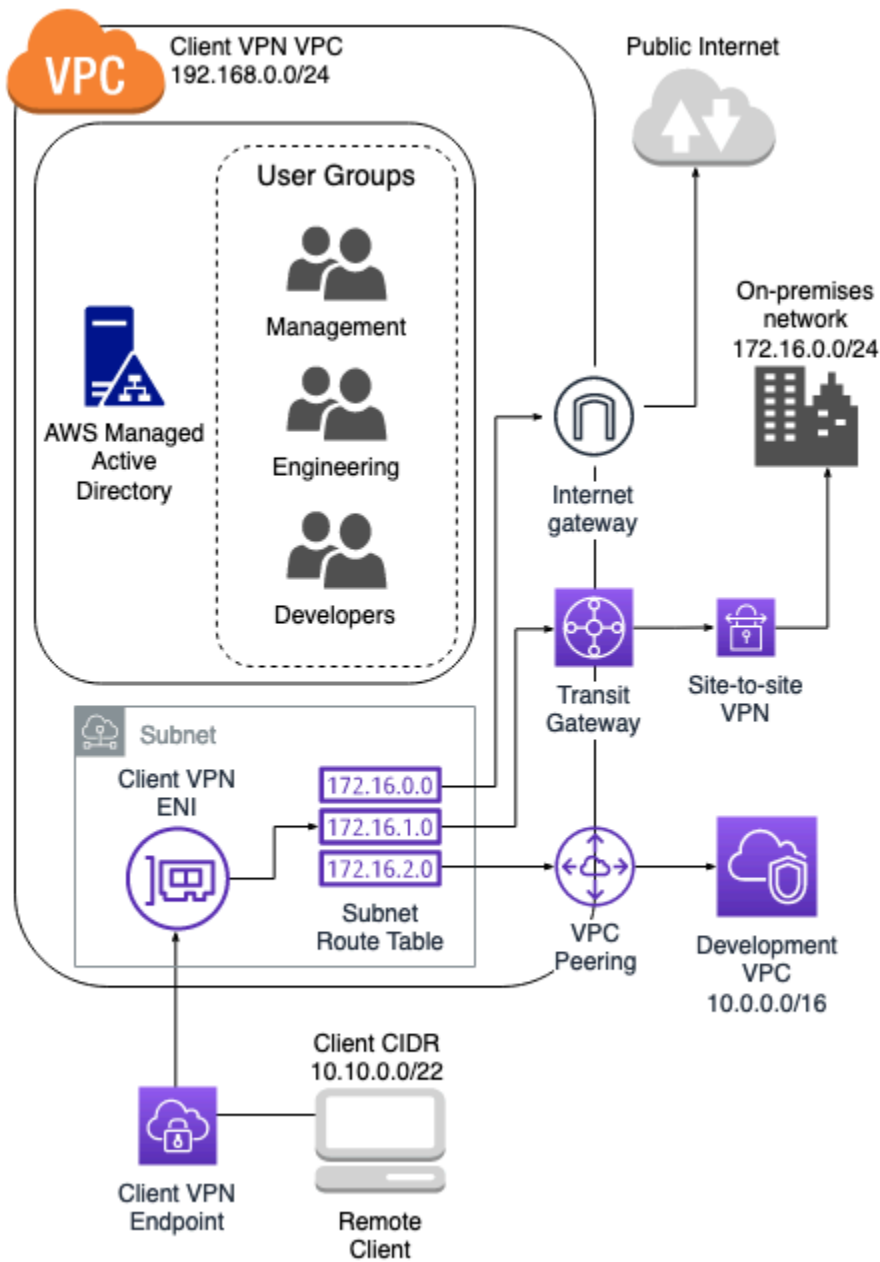 VPC
Client VPN VPC
192.168.0.0/24
Public Internet
User Groups
Management
Engineering
Developers
AWS Managed
Active
Directory
On-premises
network
172.16.0.0/24
Internet
gateway
Transit
Gateway
Site-to-site
VPN
Subnet
Client VPN
ENI
172.16.0.0
172.16.1.0
172.16.2.0
Subnet
Route Table
VPC
Peering
Development
VPC
10.0.0.0/16
Client CIDR
10.10.0.0/22
Client VPN
Endpoint
Remote
Client